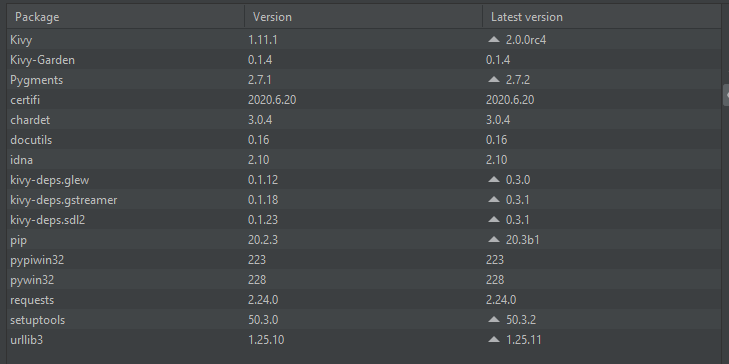 Package Version Latest version
Kivy 1.11.1 2.0.0rc4
Kivy-Garden 0.1.4 0.1.4
Pygments 2.7.1 2.7.2
certifi 2020.6.20 2020.6.20
chardet 3.0.4 3.0.4
docutils 0.16 0.16
idna 2.10 2.10
kivy-deps.glew 0.1.12 0.3.0
kivy-deps.gstreamer 0.1.18 0.3.1
kivy-deps.sdl2 0.1.23 0.3.1
pip 20.2.3 20.3b1
pypiwin32 223 223
pywin32 228 228
requests 2.24.0 2.24.0
setuptools 50.3.0 50.3.2
urllib3 1.25.10 1.25.11